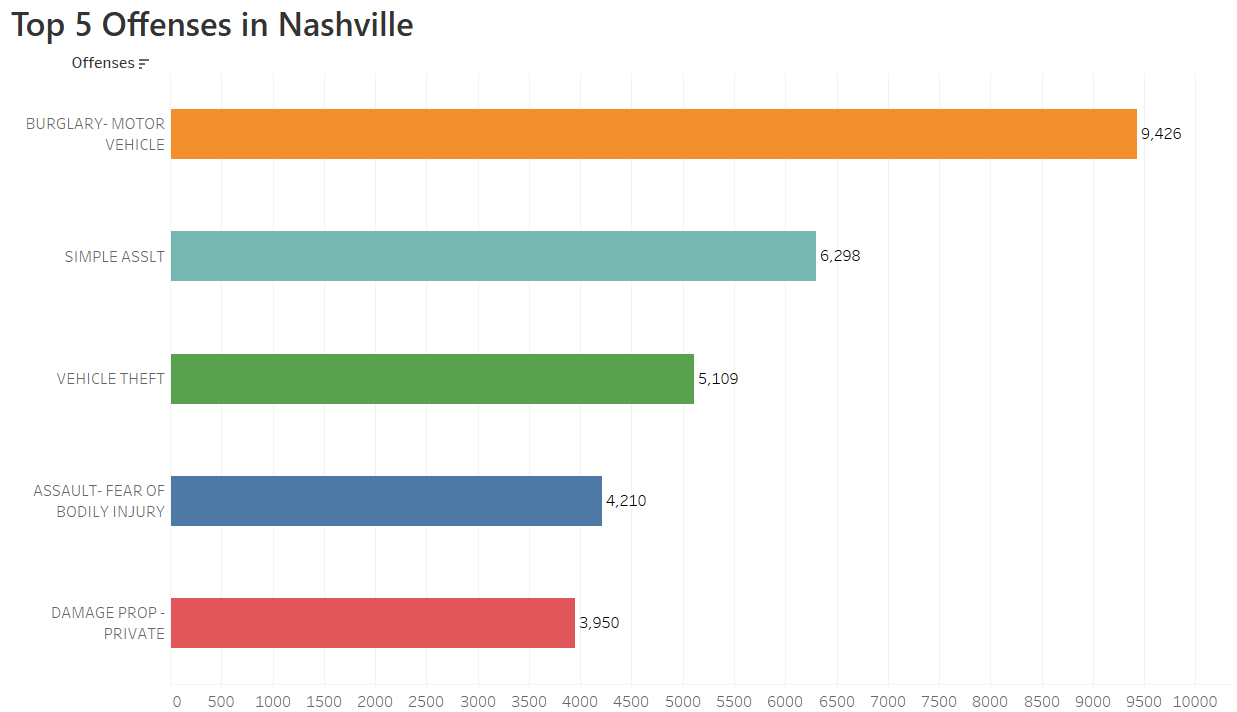 Top 5 Offenses in Nashville
Offenses
BURGLARY- MOTOR
VEHICLE
9,426
SIMPLE ASSLT
6,298
VEHICLE THEFT
5,109
ASSAULT- FEAR OF
BODILY INJURY
4,210
DAMAGE PROP -
PRIVATE
3,950
0 500 1000 1500 2000 2500 3000 3500 4000 4500 5000 5500 6000 6500 7000 7500 8000 8500 9000 9500 10000